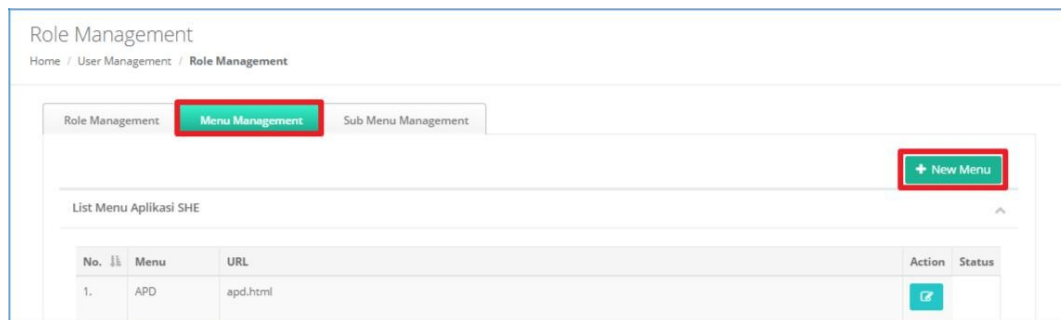 Role Management
Home / User Management / Role Management
Role Management Menu Management Sub Menu Management
+ New Menu
List Menu Aplikasi SHE
No. Menu URL Action Status
1. APD apd.html